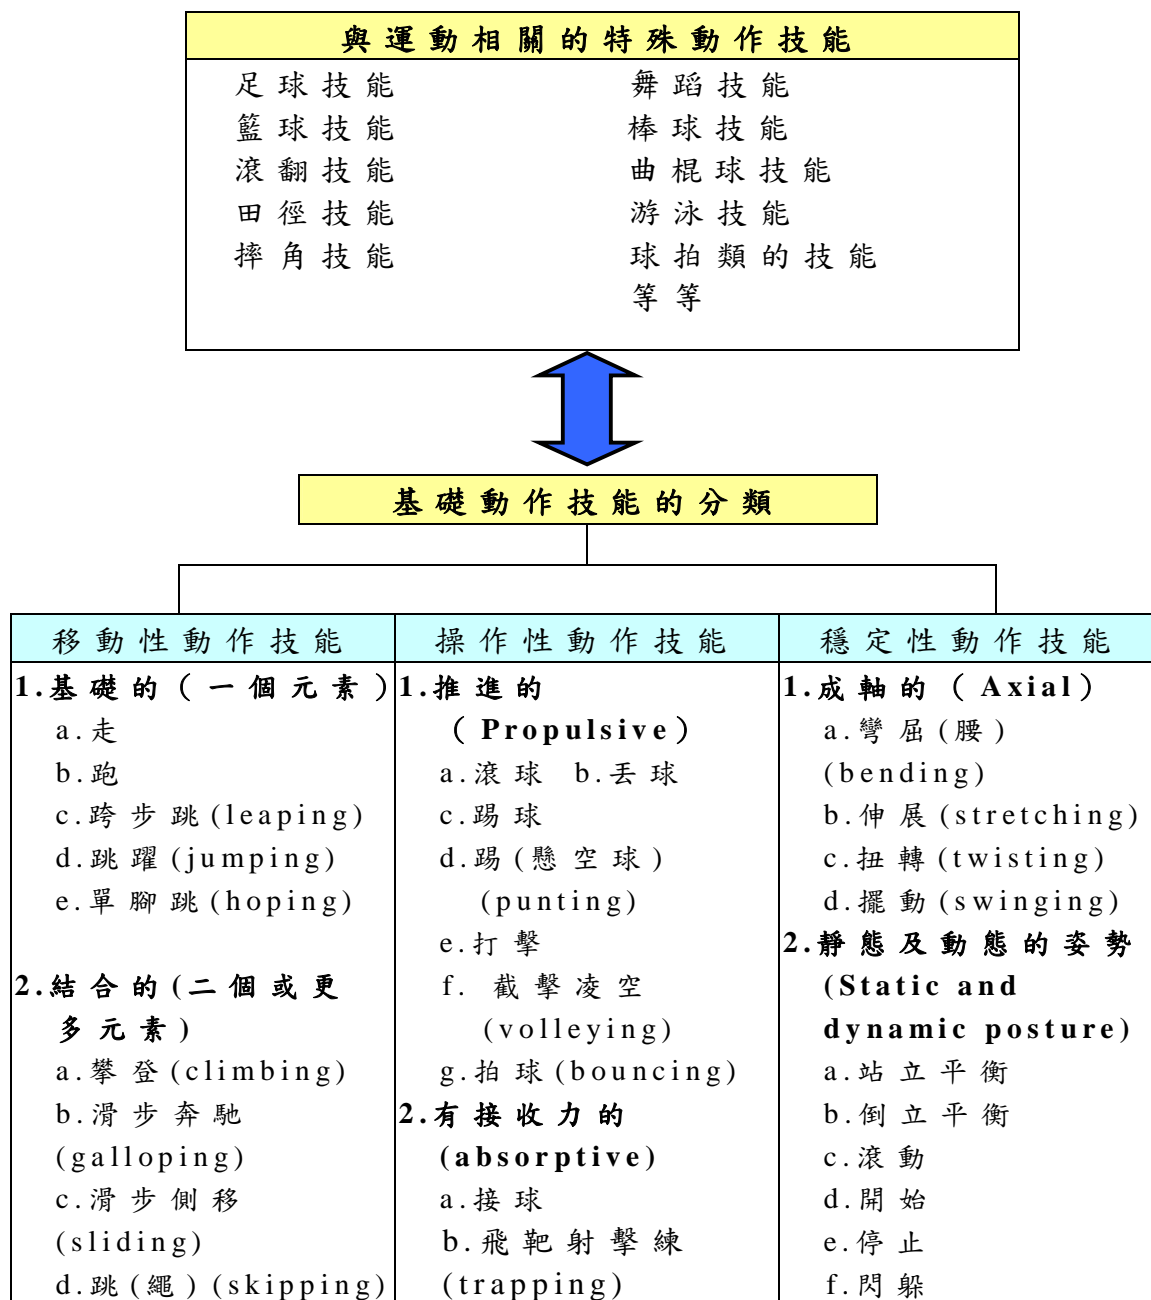 與運動相關的特殊動作技能
足球技能
籃球技能
滾翻技能
田徑技能
摔角技能
舞蹈技能
棒球技能
曲棍球技能
游泳技能
球拍類的技能
等等
基礎動作技能的分類
移動性動作技能
1.基礎的（一個元素）
a.走
b.跑
c.跨步跳(leaping)
d.跳躍(jumping)
e.單腳跳(hoping)
2.結合的(二個或更
多元素)
a.攀登(climbing)
b.滑步奔馳
(galloping)
c.滑步側移
(sliding)
d.跳(繩)(skipping)
操作性動作技能
1.推進的
（Propulsive）
a.滾球 b.丟球
c.踢球
d.踢(懸空球)
(punting)
e.打擊
f. 截擊凌空
(volleying)
g.拍球(bouncing)
2.有接收力的
(absorptive)
a.接球
b.飛靶射擊練
(trapping)
穩定性動作技能
1.成軸的（Axial）
a.彎屈(腰)
(bending)
b.伸展(stretching)
c.扭轉(twisting)
d.擺動(swinging)
2.靜態及動態的姿勢
(Static and
dynamic posture)
a.站立平衡
b.倒立平衡
c.滾動
d.開始
e.停止
f.閃躲